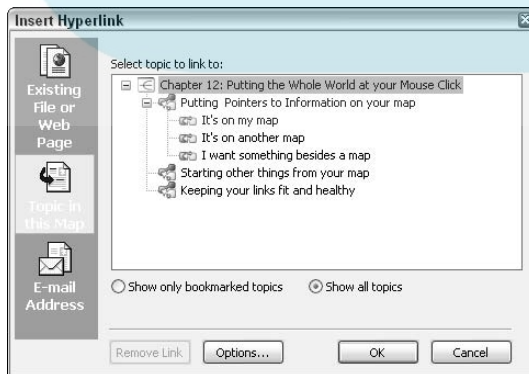 Insert Hyperlink
Existing
File or
Web
Page
Topic in
this Map
E-mail
Address
Select topic to link to:
Chapter 12: Putting the Whole World at your Mouse Click
Putting Pointers to Information on your map
It's on my map
It's on another map
I want something besides a map
Starting other things from your map
Keeping your links fit and healthy
Show only bookmarked topics
Show all topics
Remove Link
Options...
OK
Cancel